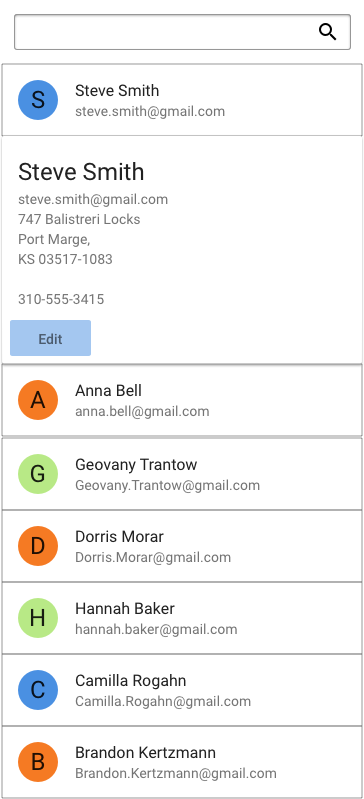 S
Steve Smith
steve.smith@gmail.com
Steve Smith
steve.smith@gmail.com
747 Balistreri Locks
Port Marge,
KS 03517-1083
310-555-3415
Edit
A
Anna Bell
anna.bell@gmail.com
G
Geovany Trantow
Geovany.Trantow@gmail.com
D
Dorris Morar
Dorris.Morar@gmail.com
H
Hannah Baker
hannah.baker@gmail.com
C
Camilla Rogahn
Camilla.Rogahn@gmail.com
B
Brandon Kertzmann
Brandon.Kertzmann@gmail.com